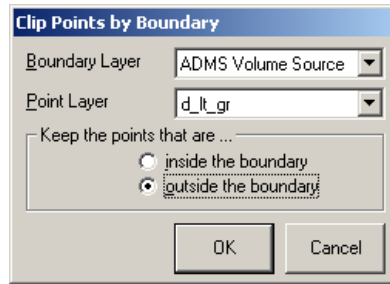 Clip Points by Boundary
Boundary Layer ADMS Volume Source
Point Layer d_lt_gr
Keep the points that are ...
inside the boundary
outside the boundary
OK Cancel